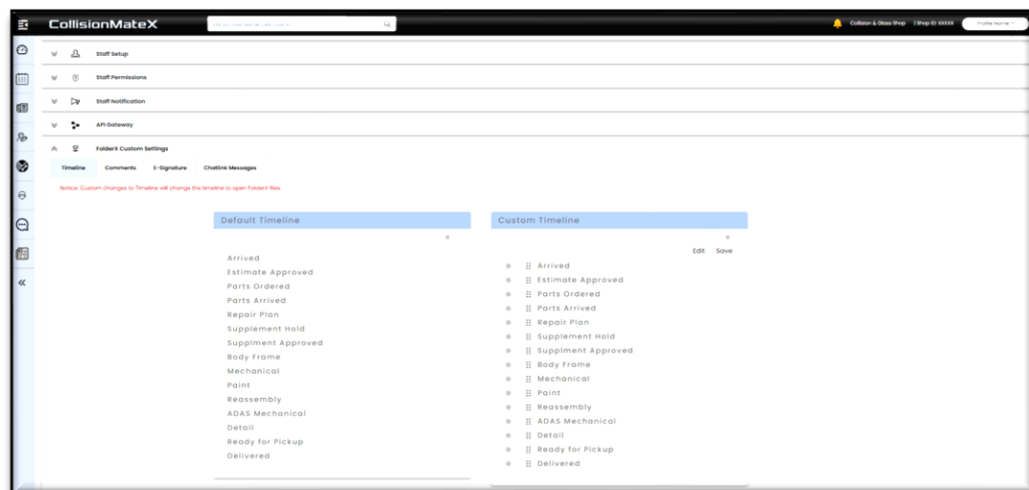 CollisionMateX
Collision & Glass Shop | Shop ID: XXXXX
Profile Name
Staff Setup
Staff Permissions
Staff Notification
API Gateway
FolderX Custom Settings
Timeline Comments E-Signature Chatlink Messages
Notice: Custom changes to Timeline will change the timeline to open FolderX files.
Default Timeline
Arrived
Estimate Approved
Parts Ordered
Parts Arrived
Repair Plan
Supplement Hold
Supplment Approved
Body Frame
Mechanical
Paint
Reassembly
ADAS Mechanical
Detail
Ready for Pickup
Delivered
Custom Timeline
Edit Save
Arrived
Estimate Approved
Parts Ordered
Parts Arrived
Repair Plan
Supplement Hold
Supplment Approved
Body Frame
Mechanical
Paint
Reassembly
ADAS Mechanical
Detail
Ready for Pickup
Delivered